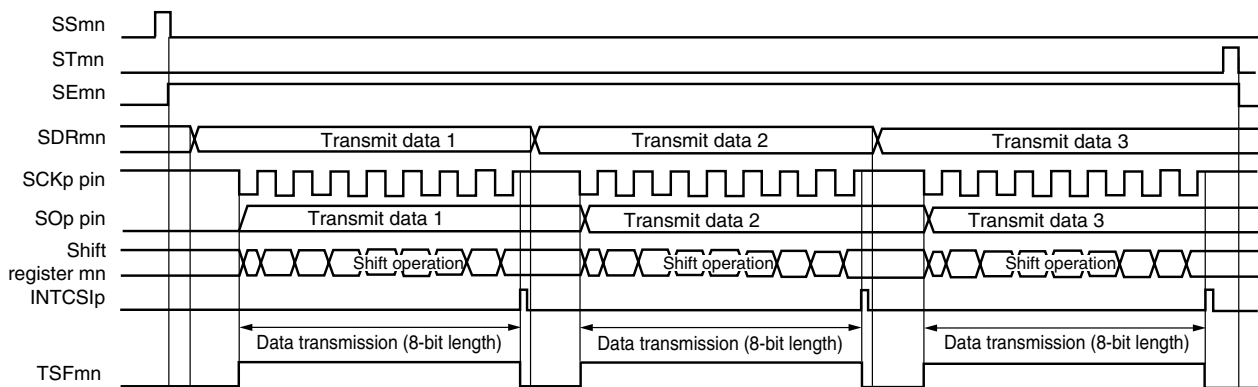 SSmn
STmn
SEmn
SDRmn Transmit data 1 Transmit data 2 Transmit data 3
SCKp pin
SOp pin Transmit data 1 Transmit data 2 Transmit data 3
Shift
register mn Shift operation Shift operation Shift operation
INTCSIp
Data transmission (8-bit length) Data transmission (8-bit length) Data transmission (8-bit length)
TSFmn